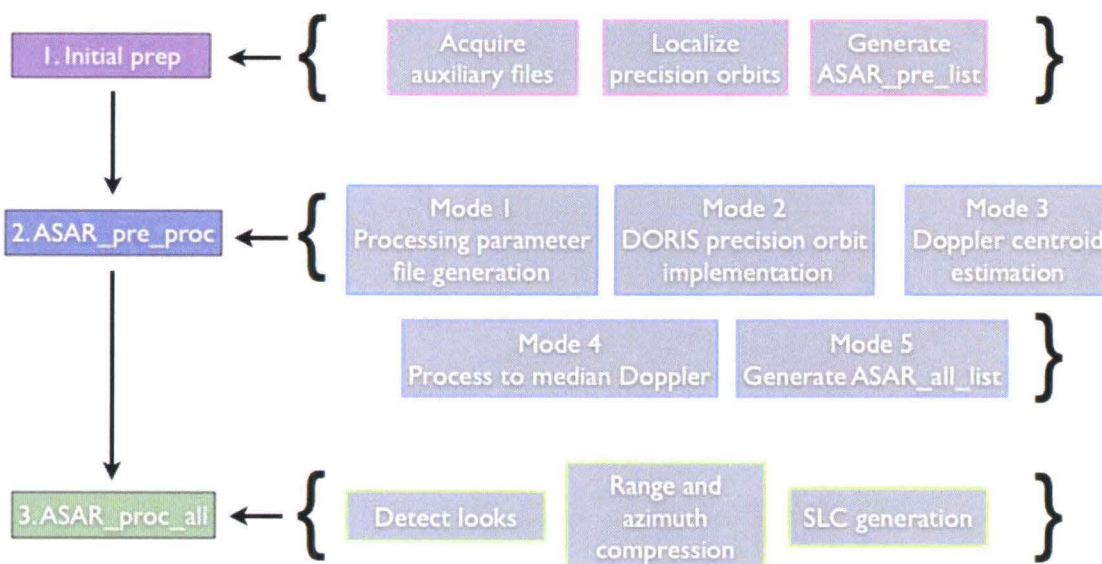 1. Initial prep
Acquire
auxiliary files
Localize
precision orbits
Generate
ASAR_pre_list
2. ASAR_pre_proc
Mode 1
Processing parameter
file generation
Mode 2
DORIS precision orbit
implementation
Mode 3
Doppler centroid
estimation
Mode 4
Process to median Doppler
Mode 5
Generate ASAR_all_list
3. ASAR_proc_all
Detect looks
Range and
azimuth
compression
SLC generation